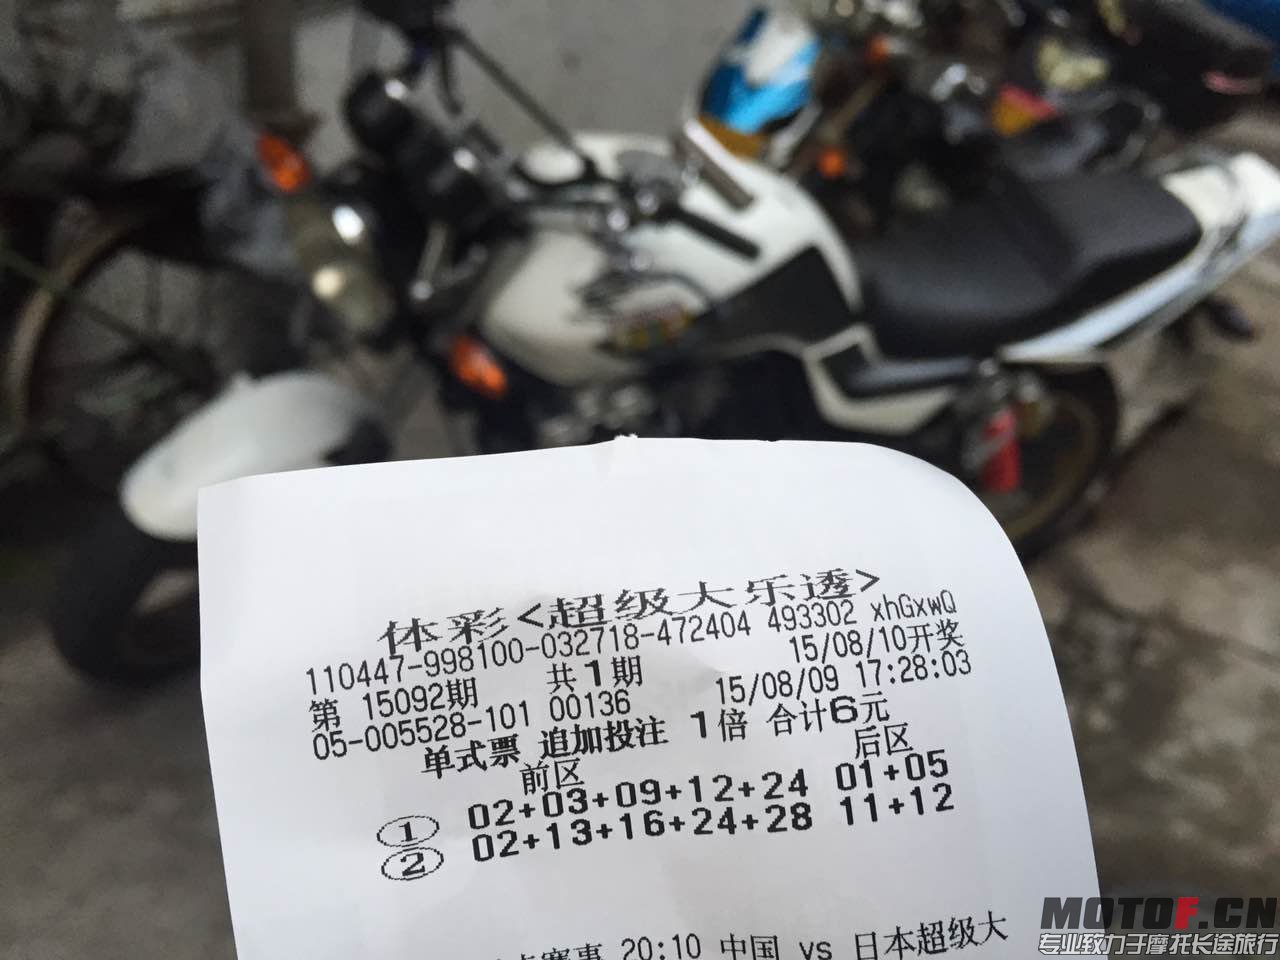 体彩<超级大乐透>
110447-998100-032718-472404 493302 xhGxwQ
第 15092期 共1期 15/08/10开奖
05-005528-101 00136 15/08/09 17:28:03
单式票 追加投注 1倍 合计6元
前区 后区
① 02+03+09+12+24 01+05
② 02+13+16+24+28 11+12
赛事 20:10 中国 vs 日本超级大
MOTOF.CN
专业致力于摩托长途旅行